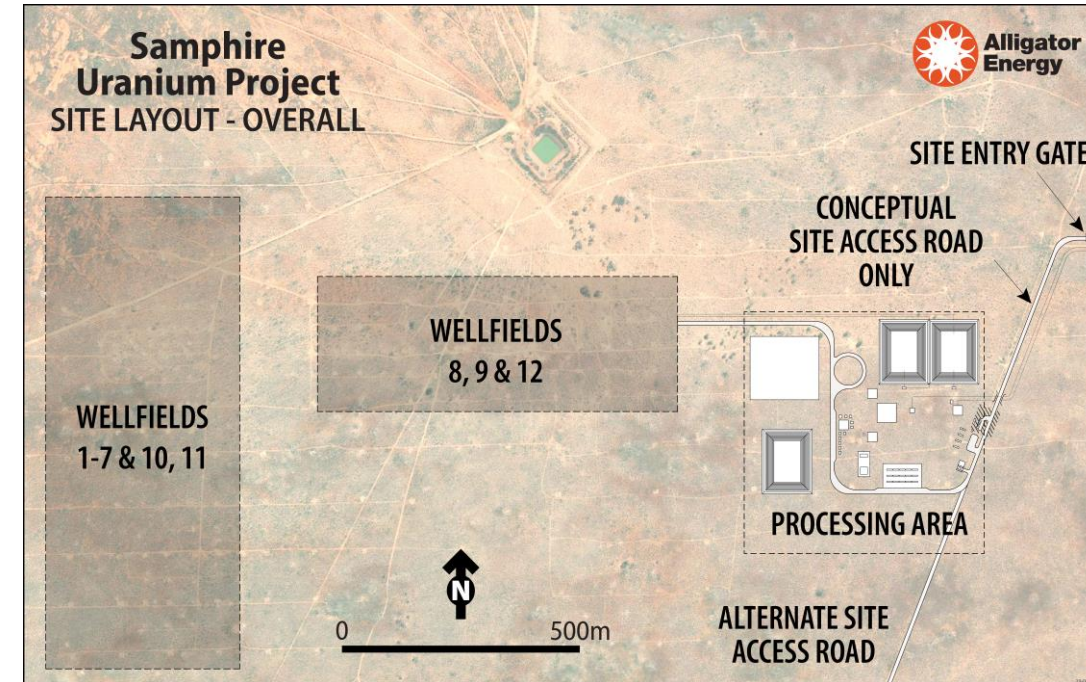 Samphire
Uranium Project
SITE LAYOUT - OVERALL
Alligator
Energy
SITE ENTRY GATE
CONCEPTUAL
SITE ACCESS ROAD
ONLY
WELLFIELDS
8, 9 & 12
WELLFIELDS
1-7 & 10, 11
PROCESSING AREA
N
0 500m
ALTERNATE SITE
ACCESS ROAD